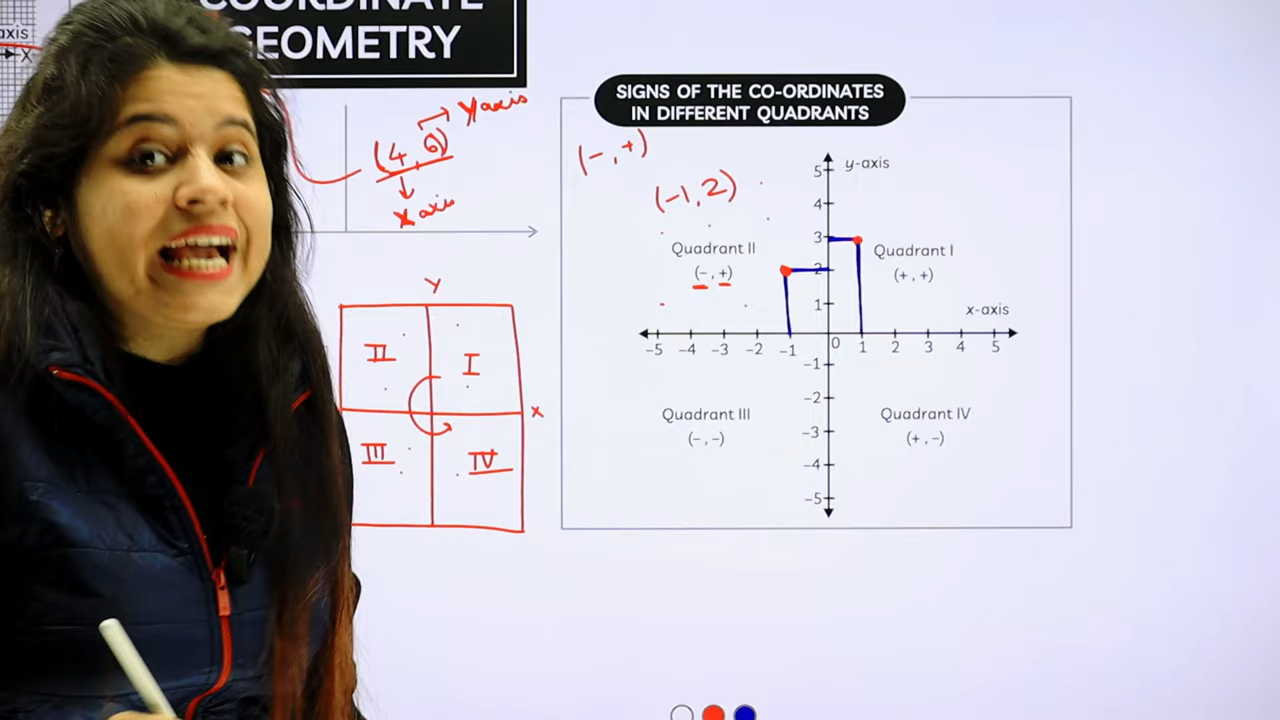 COORDINATE
GEOMETRY
axis
X
(4, 6) → Y axis
X axis
Y
II
I
X
III
IV
SIGNS OF THE CO-ORDINATES
IN DIFFERENT QUADRANTS
(-, +)
(-1, 2)
y-axis
5
4
3
2
1
Quadrant II
(-, +)
Quadrant I
(+, +)
x-axis
-5 -4 -3 -2 -1 0 1 2 3 4 5
-1
-2
-3
-4
-5
Quadrant III
(-, -)
Quadrant IV
(+, -)